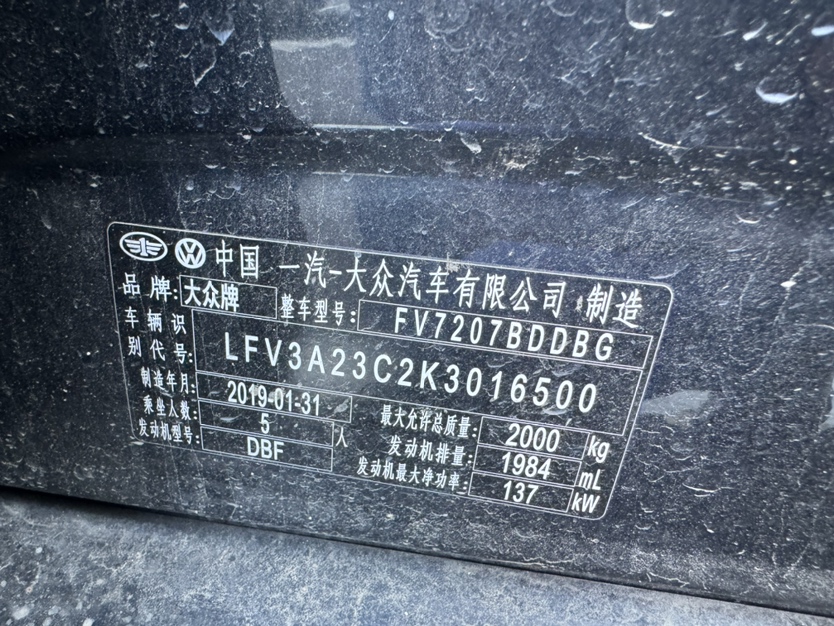 中国 一汽-大众汽车有限公司 制造
品牌: 大众牌 整车型号: FV7207BDDBG
车辆识别代号: LFV3A23C2K3016500
制造年月: 2019-01-31 最大允许总质量: 2000 kg
乘坐人数: 5 人 发动机排量: 1984 mL
发动机型号: DBF 发动机最大净功率: 137 kW